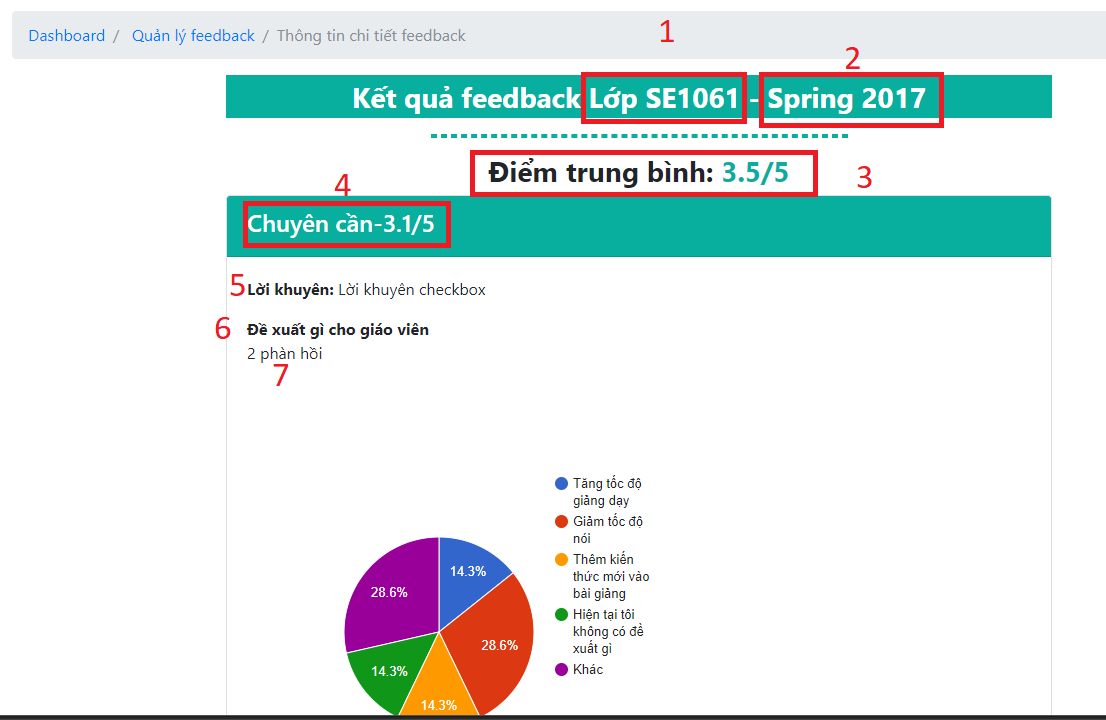 Dashboard / Quản lý feedback / Thông tin chi tiết feedback
1
2
Kết quả feedback Lớp SE1061 - Spring 2017
Điểm trung bình: 3.5/5
3
4
Chuyên cần-3.1/5
5
Lời khuyên: Lời khuyên checkbox
6
Đề xuất gì cho giáo viên
2 phản hồi
7
Tăng tốc độ
giảng dạy
Giảm tốc độ
nói
Thêm kiến
thức mới vào
bài giảng
Hiện tại tôi
không có đề
xuất gì
Khác
14.3%
28.6%
28.6%
14.3%
14.3%